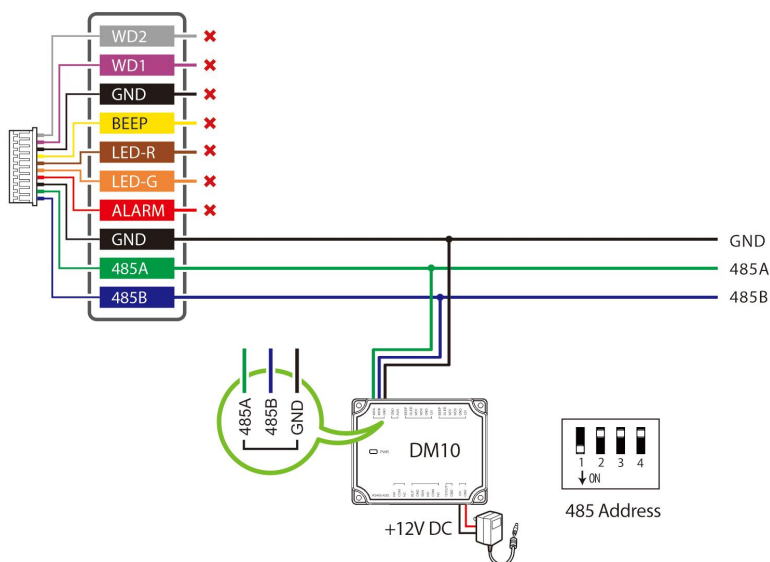 WD2
WD1
GND
BEEP
LED-R
LED-G
ALARM
GND
GND
485A
485A
485B
485B
485A
485B
GND
PWR
DM10
+12V DC
1 2 3 4
ON
485 Address